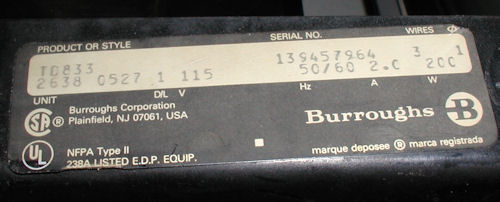 PRODUCT OR STYLE SERIAL NO. WIRES ⌀
TD833 139457964 3 1
2638 0527 1 115 50/60 2.0 200
UNIT D/L V Hz A W
Burroughs Corporation
Plainfield, NJ 07061, USA
SA ®
Burroughs B
UL
NFPA Type II
238A LISTED E.D.P. EQUIP.
marque deposee ® marca registrada